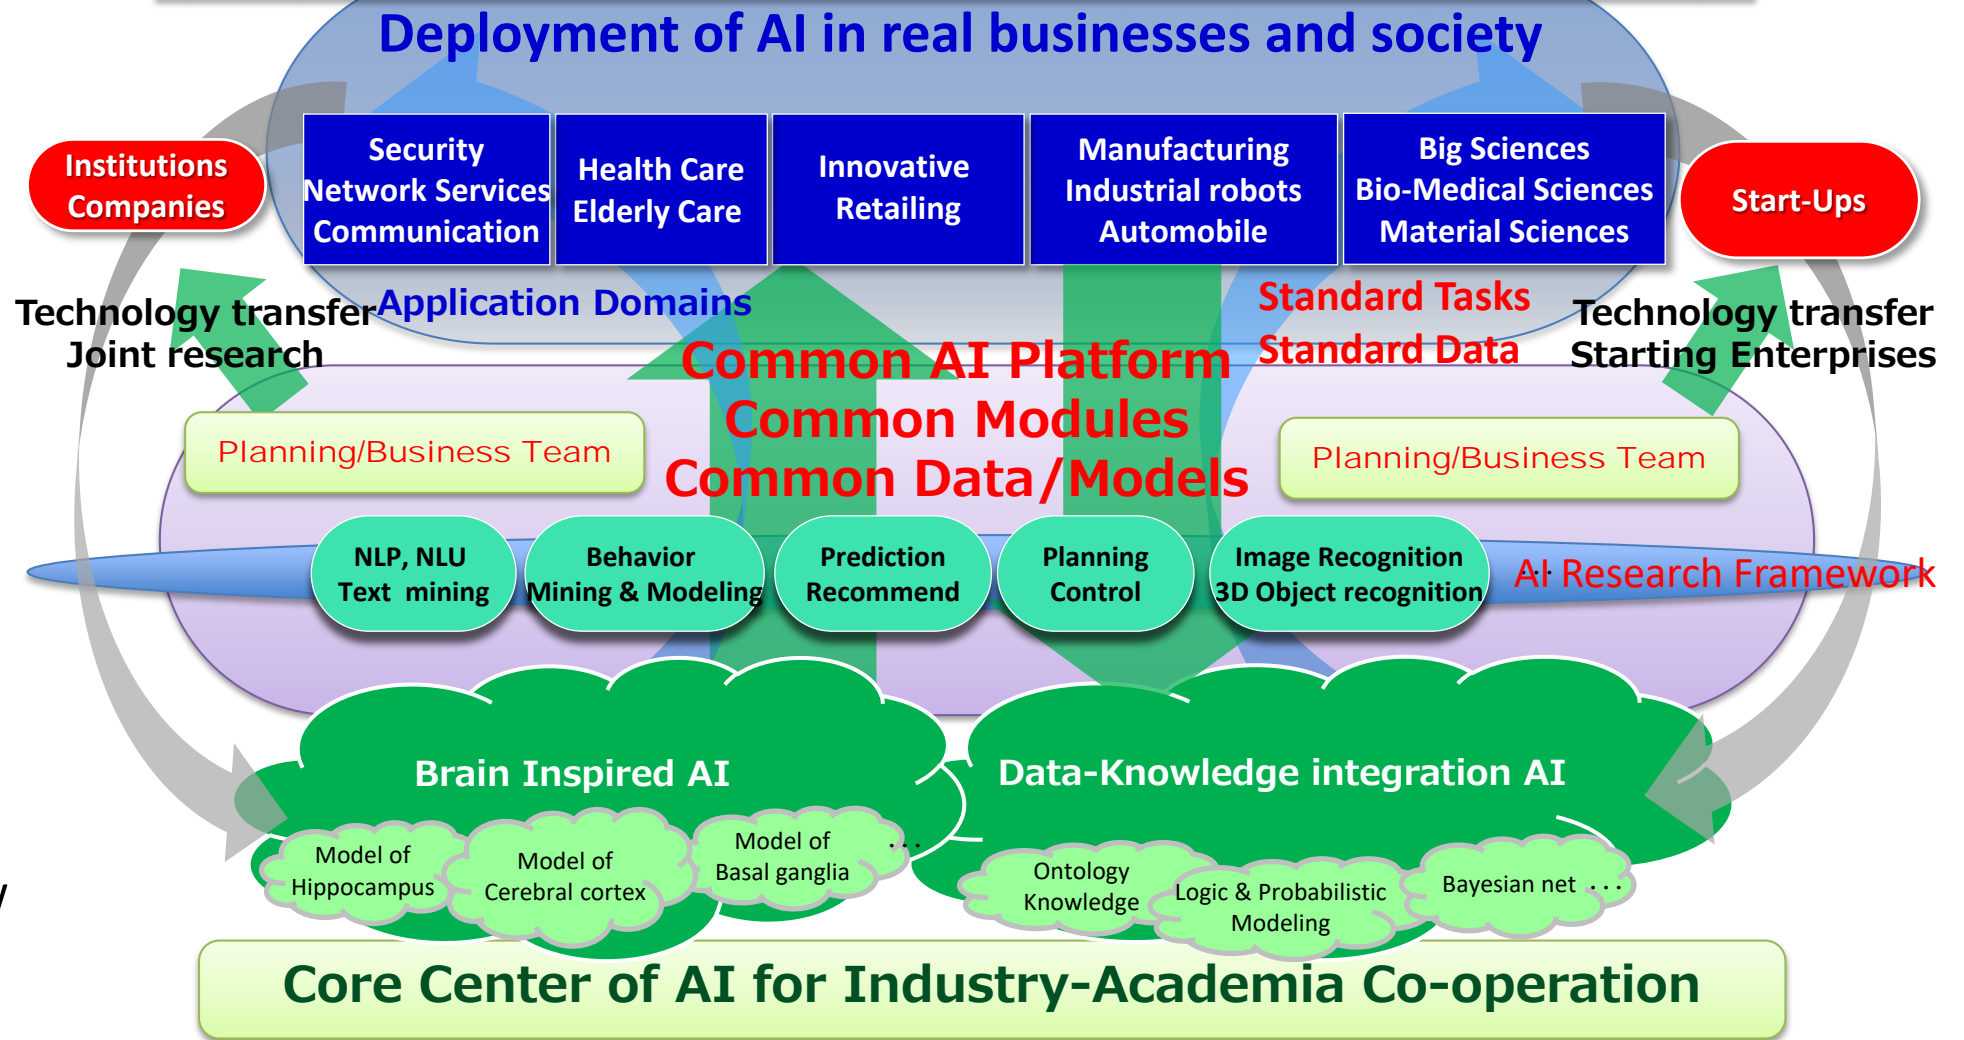 Deployment of AI in real businesses and society
Institutions
Companies
Security
Network Services
Communication
Health Care
Elderly Care
Innovative
Retailing
Manufacturing
Industrial robots
Automobile
Big Sciences
Bio-Medical Sciences
Material Sciences
Start-Ups
Technology transfer
Joint research
Application Domains
Standard Tasks
Standard Data
Technology transfer
Starting Enterprises
Common AI Platform
Common Modules
Common Data/Models
Planning/Business Team
Planning/Business Team
NLP, NLU
Text mining
Behavior
Mining & Modeling
Prediction
Recommend
Planning
Control
Image Recognition
3D Object recognition
...
AI Research Framework
Brain Inspired AI
Data-Knowledge integration AI
Model of
Hippocampus
Model of
Cerebral cortex
Model of
Basal ganglia
...
Ontology
Knowledge
Logic & Probabilistic
Modeling
Bayesian net
...
Core Center of AI for Industry-Academia Co-operation